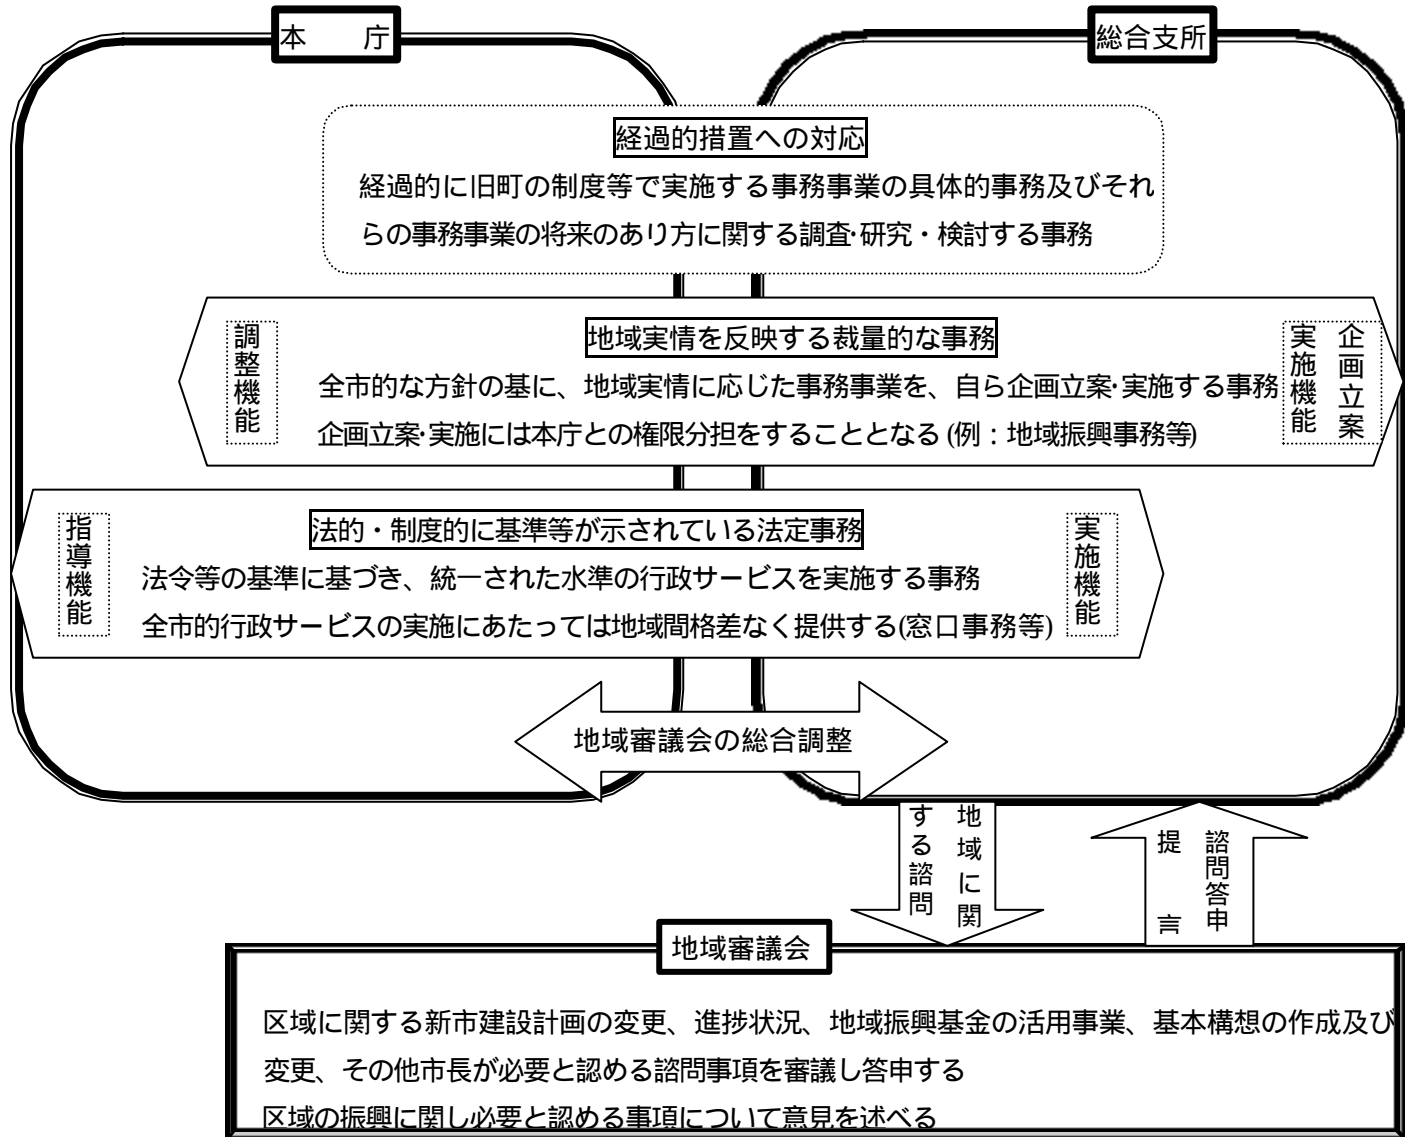 本　　庁
総合支所
経過的措置への対応
経過的に旧町の制度等で実施する事務事業の具体的事務及びそれ
らの事務事業の将来のあり方に関する調査・研究・検討する事務
調整機能
地域実情を反映する裁量的な事務
全市的な方針の基に、地域実情に応じた事務事業を、自ら企画立案・実施する事務
企画立案・実施には本庁との権限分担をすることとなる(例：地域振興事務等)
企画立案
実施機能
指導機能
法的・制度的に基準等が示されている法定事務
法令等の基準に基づき、統一された水準の行政サービスを実施する事務
全市的行政サービスの実施にあたっては地域間格差なく提供する(窓口事務等)
実施機能
地域審議会の総合調整
地域に関
する諮問
諮問答申
提　　言
地域審議会
区域に関する新市建設計画の変更、進捗状況、地域振興基金の活用事業、基本構想の作成及び
変更、その他市長が必要と認める諮問事項を審議し答申する
区域の振興に関し必要と認める事項について意見を述べる